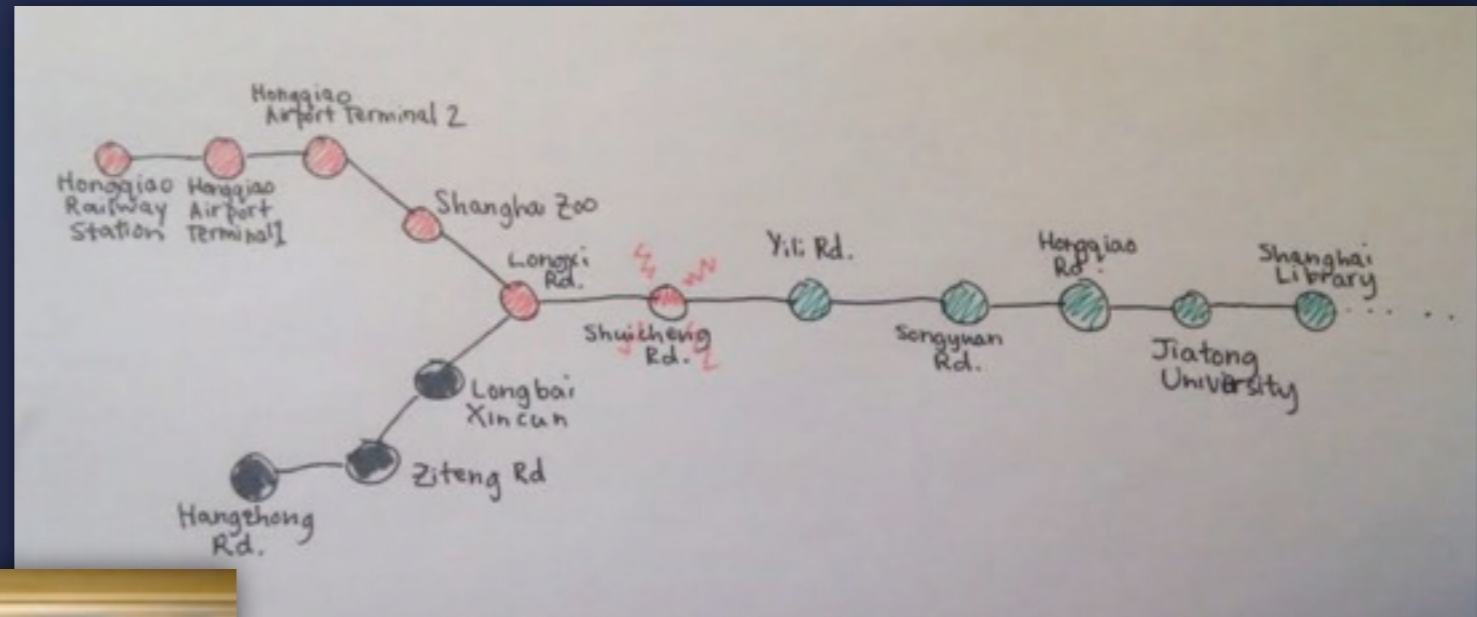 Hongqiao
Airport Terminal 2
Hongqiao
Railway
Station
Hongqiao
Airport
Terminal 1
Shanghai Zoo
Longxi
Rd.
Shuicheng
Rd.
Yili Rd.
Songyuan
Rd.
Hongqiao
Rd.
Jiatong
University
Shanghai
Library
Longbai
Xincun
Ziteng Rd
Hangzhong
Rd.